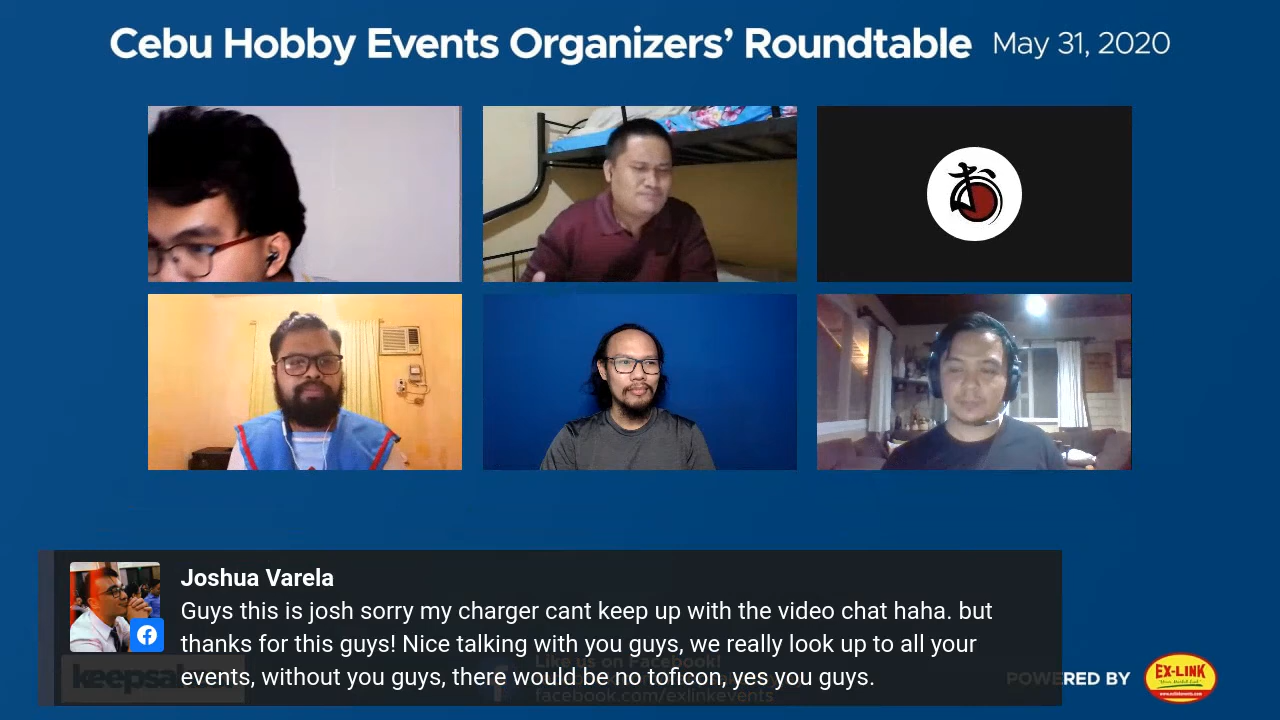 Cebu Hobby Events Organizers’ Roundtable May 31, 2020
Joshua Varela
Guys this is josh sorry my charger cant keep up with the video chat haha. but
thanks for this guys! Nice talking with you guys, we really look up to all your
events, without you guys, there would be no toficon, yes you guys.
Like us on Facebook!
facebook.com/exlinkevents
POWERED BY
EX-LINK
www.exlinkevents.com